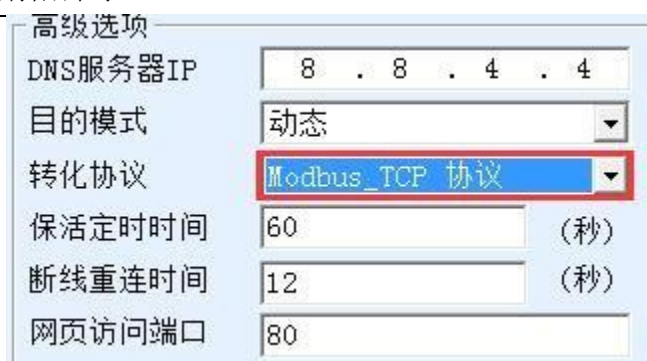 高级选项
DNS服务器IP 8 . 8 . 4 . 4
目的模式 动态
转化协议 Modbus_TCP 协议
保活定时时间 60 (秒)
断线重连时间 12 (秒)
网页访问端口 80